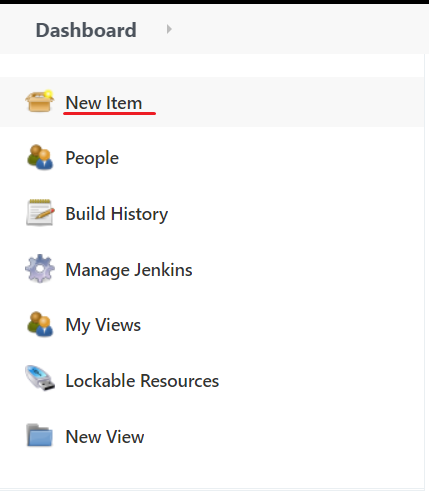 Dashboard
New Item
People
Build History
Manage Jenkins
My Views
Lockable Resources
New View